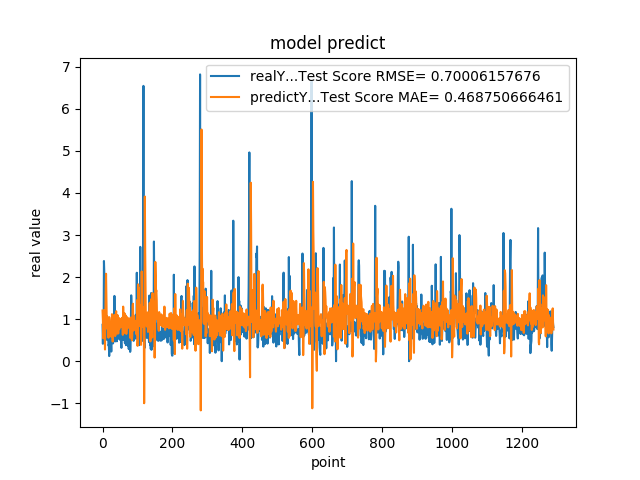 model predict
realY...Test Score RMSE= 0.70006157676
predictY...Test Score MAE= 0.468750666461
real value
7
6
5
4
3
2
1
0
−1
0 200 400 600 800 1000 1200
point